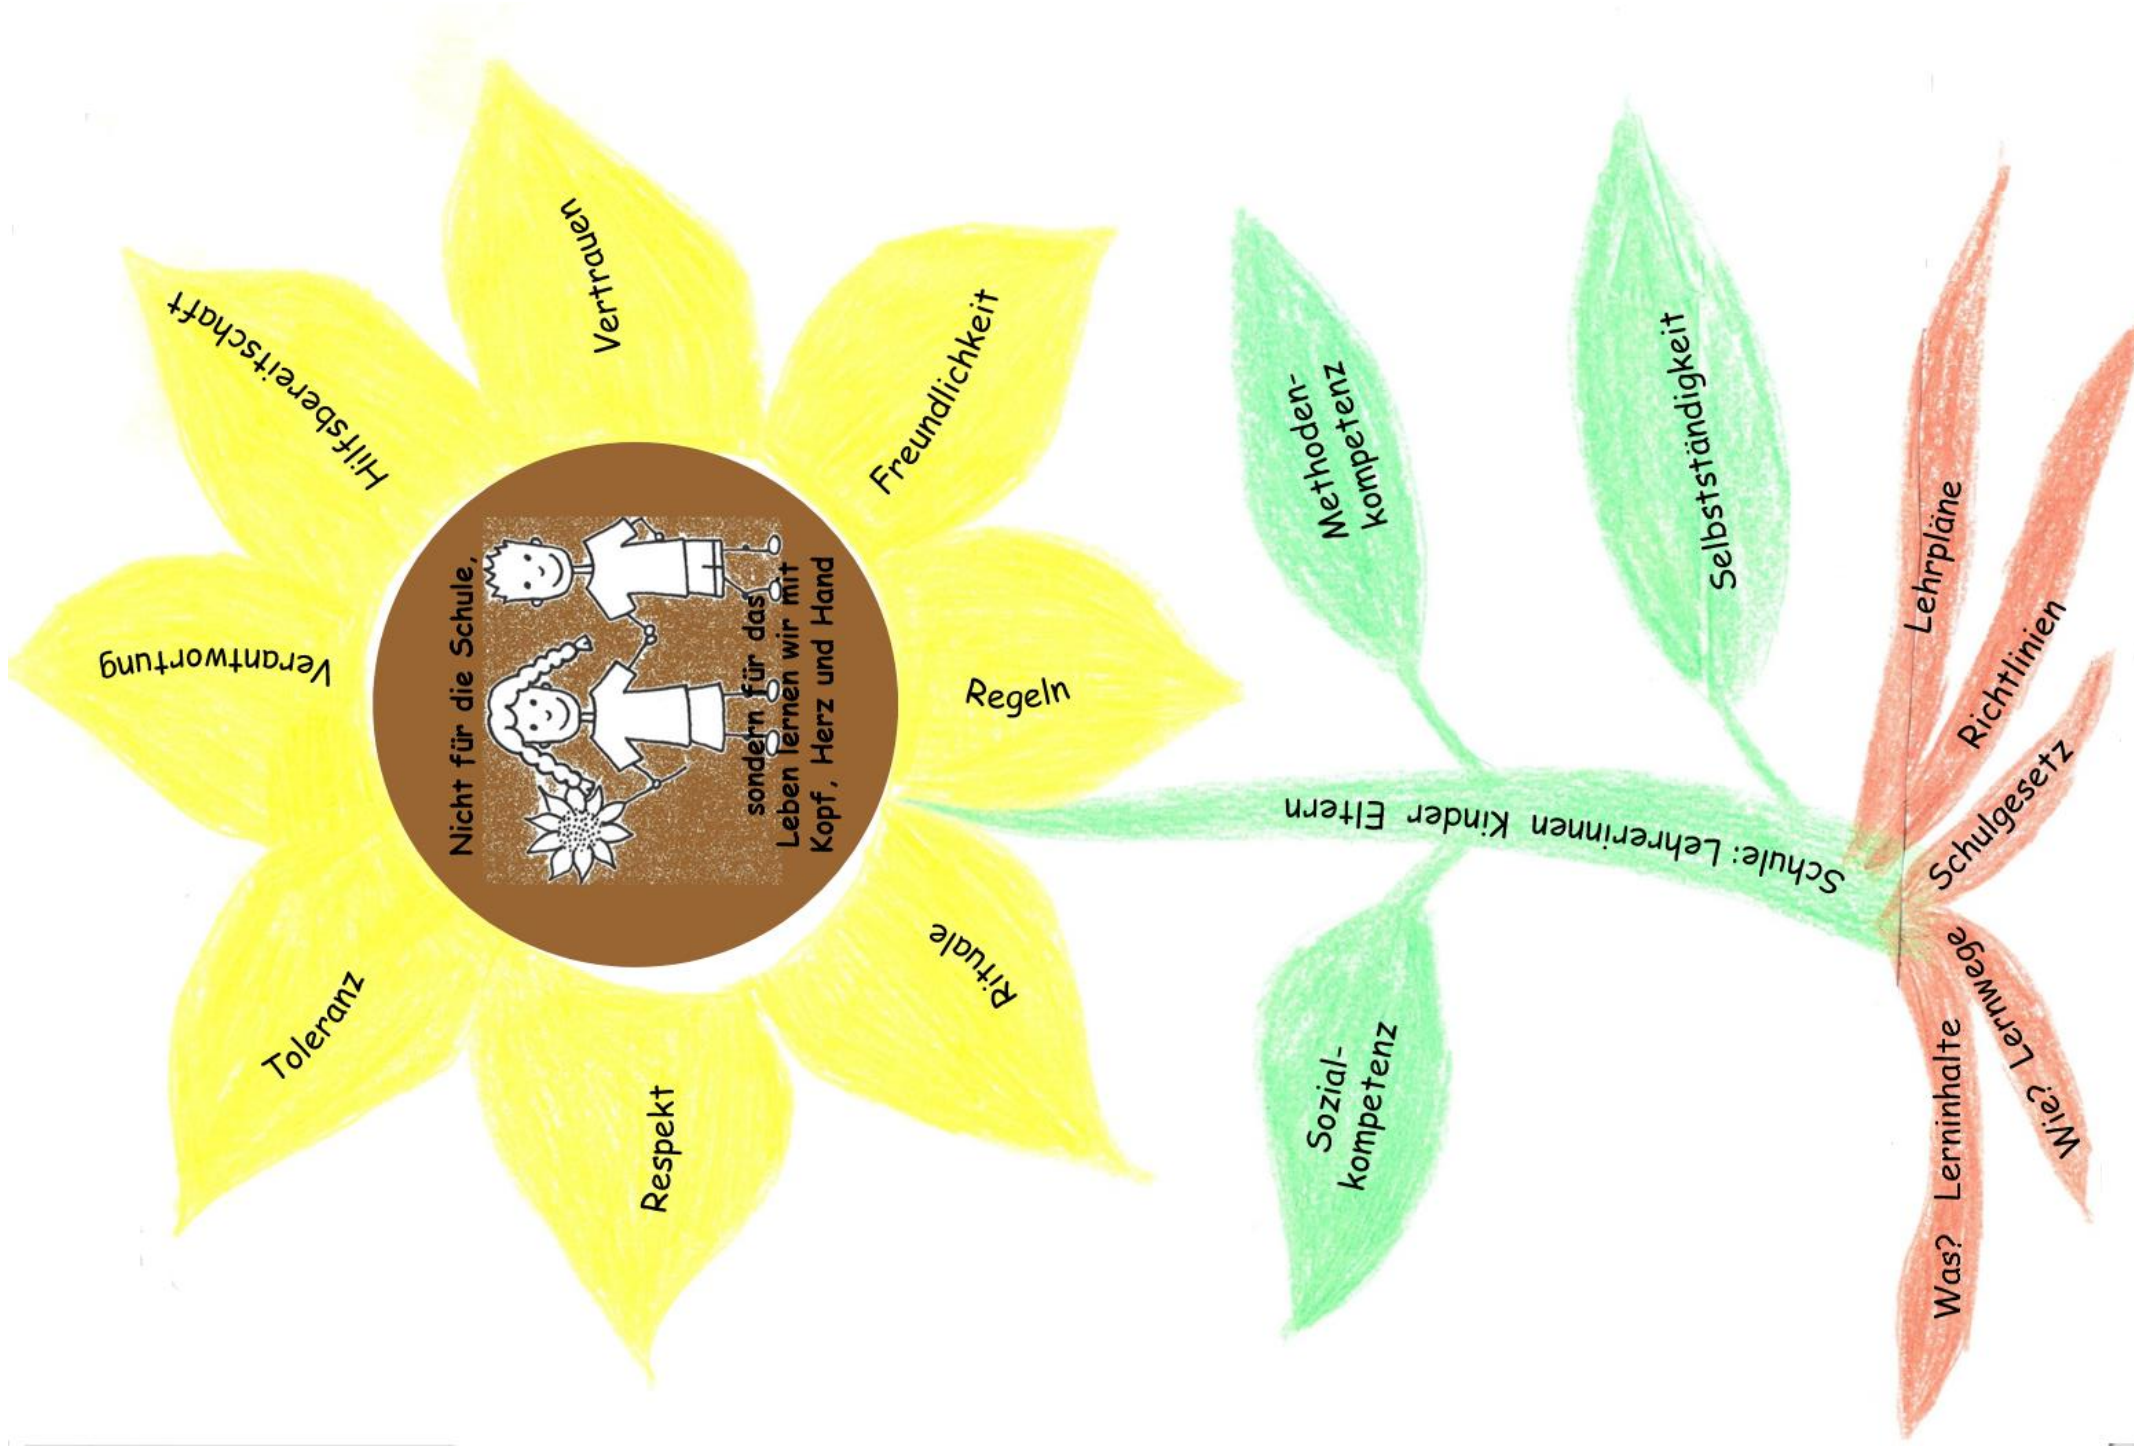 Nicht für die Schule,
sondern für das
Leben lernen wir mit
Kopf, Herz und Hand
Verantwortung
Hilfsbereitschaft
Vertrauen
Freundlichkeit
Regeln
Rituale
Respekt
Toleranz
Methoden-
kompetenz
Sozial-
kompetenz
Selbstständigkeit
Schule: Lehrerinnen Kinder Eltern
Lehrpläne
Richtlinien
Schulgesetz
Wie? Lernwege
Was? Lerninhalte